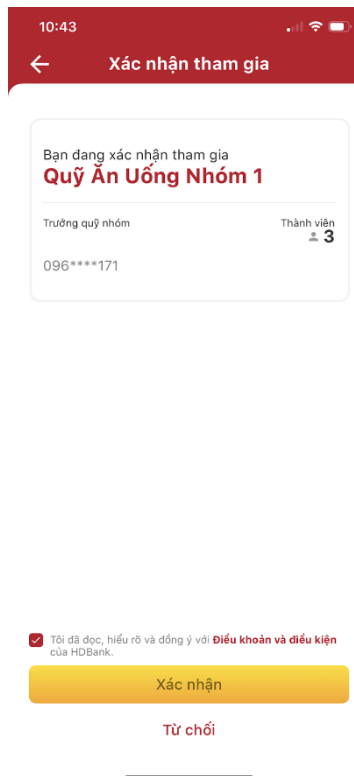 10:43
Xác nhận tham gia
Bạn đang xác nhận tham gia
Quỹ Ăn Uống Nhóm 1
Trưởng quỹ nhóm
Thành viên
3
096****171
Tôi đã đọc, hiểu rõ và đồng ý với Điều khoản và điều kiện
của HDBank.
Xác nhận
Từ chối